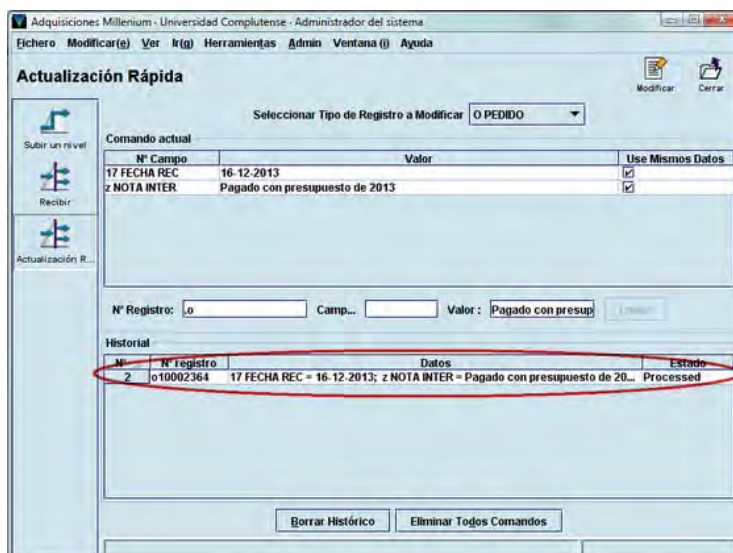 Adquisiciones Millenium - Universidad Complutense - Administrador del sistema
Fichero Modificar(e) Ver Ir(q) Herramientas Admin Ventana (i) Ayuda
Actualización Rápida
Modificar Cerrar
Seleccionar Tipo de Registro a Modificar O PEDIDO
Subir un nivel
Comando actual
Nº Campo Valor Use Mismos Datos
17 FECHA REC 16-12-2013
z NOTA INTER Pagado con presupuesto de 2013
Recibir
Actualización R...
Nº Registro: .o Camp... Valor : Pagado con presup
Historial
Nº Nº registro Datos Estado
2 o10002364 17 FECHA REC = 16-12-2013; z NOTA INTER = Pagado con presupuesto de 20... Processed
Borrar Histórico Eliminar Todos Comandos